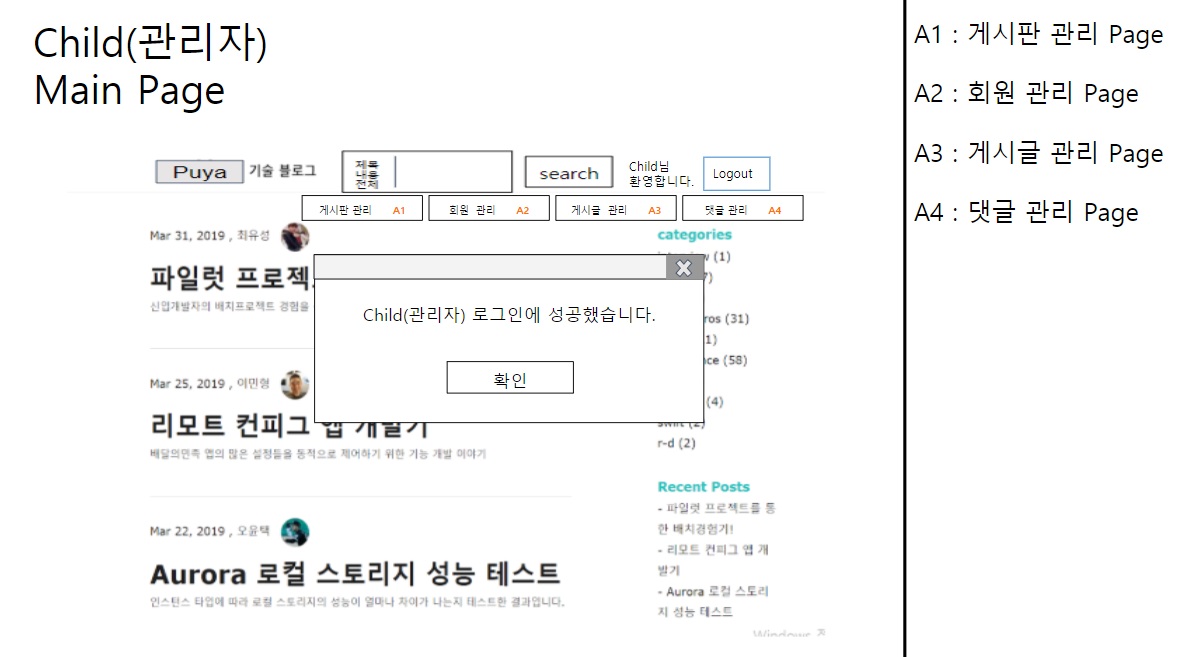 Child(관리자)
Main Page
Puya 기술 블로그
제목
내용
전체
search
Child님
환영합니다.
Logout
게시판 관리 A1
회원 관리 A2
게시글 관리 A3
댓글 관리 A4
Mar 31, 2019 , 최유성
파일럿 프로젝
신입개발자의 배치프로젝트 경험을
Child(관리자) 로그인에 성공했습니다.
확인
Mar 25, 2019 , 이민형
리모트 컨피그 앱 개발기
배달의민족 앱의 많은 설정들을 동적으로 제어하기 위한 기능 개발 이야기
Mar 22, 2019 , 오윤택
Aurora 로컬 스토리지 성능 테스트
인스턴스 타입에 따라 로컬 스토리지의 성능이 얼마나 차이가 나는지 테스트한 결과입니다.
categories
(1)
(31)
(58)
(4)
swift (2)
r-d (2)
Recent Posts
- 파일럿 프로젝트를 통
한 배치경험기!
- 리모트 컨피그 앱 개
발기
- Aurora 로컬 스토리
지 성능 테스트
Windows
A1 : 게시판 관리 Page
A2 : 회원 관리 Page
A3 : 게시글 관리 Page
A4 : 댓글 관리 Page